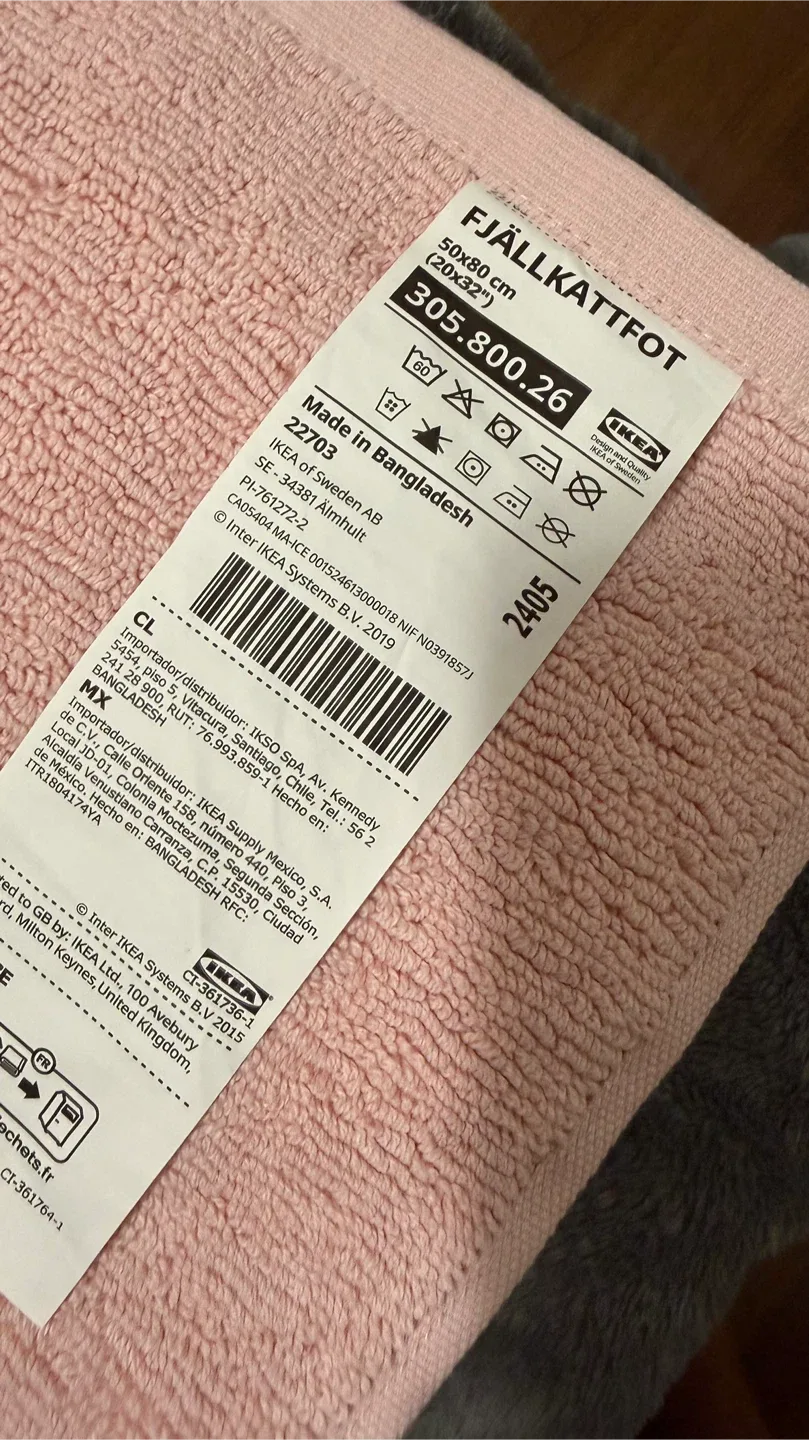 FJÄLLKATTFOT
50x80 cm
(20x32")
305.800.26
60
IKEA
Design and Quality
IKEA of Sweden
Made in Bangladesh
22703
IKEA of Sweden AB
SE - 34381 Älmhult
PI-761272-2
CA05404 MA-ICE 001524613000018 NIF N0391857J
© Inter IKEA Systems B.V. 2019
2405
CL
Importador/distribuidor: IKSO SpA, Av. Kennedy
5454, piso 5, Vitacura, Santiago, Chile, Tel.: 56 2
241 28 900, RUT: 76.993.859-1 Hecho en:
BANGLADESH
MX
Importador/distribuidor: IKEA Supply Mexico, S.A.
de C.V., Calle Oriente 158, número 440, Piso 3,
Local JD-01, Colonia Moctezuma, Segunda Sección,
Alcaldía Venustiano Carranza, C.P. 15530, Ciudad
de México. Hecho en: BANGLADESH RFC:
ITR1804174YA
IKEA®
CI-361736-1
© Inter IKEA Systems B.V 2015
to GB by: IKEA Ltd., 100 Avebury
Milton Keynes, United Kingdom,
FR
CI-361764-1